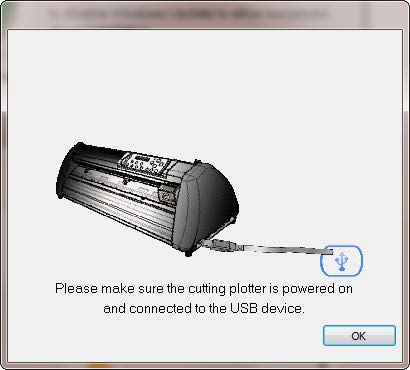 Please make sure the cutting plotter is powered on
and connected to the USB device.
OK